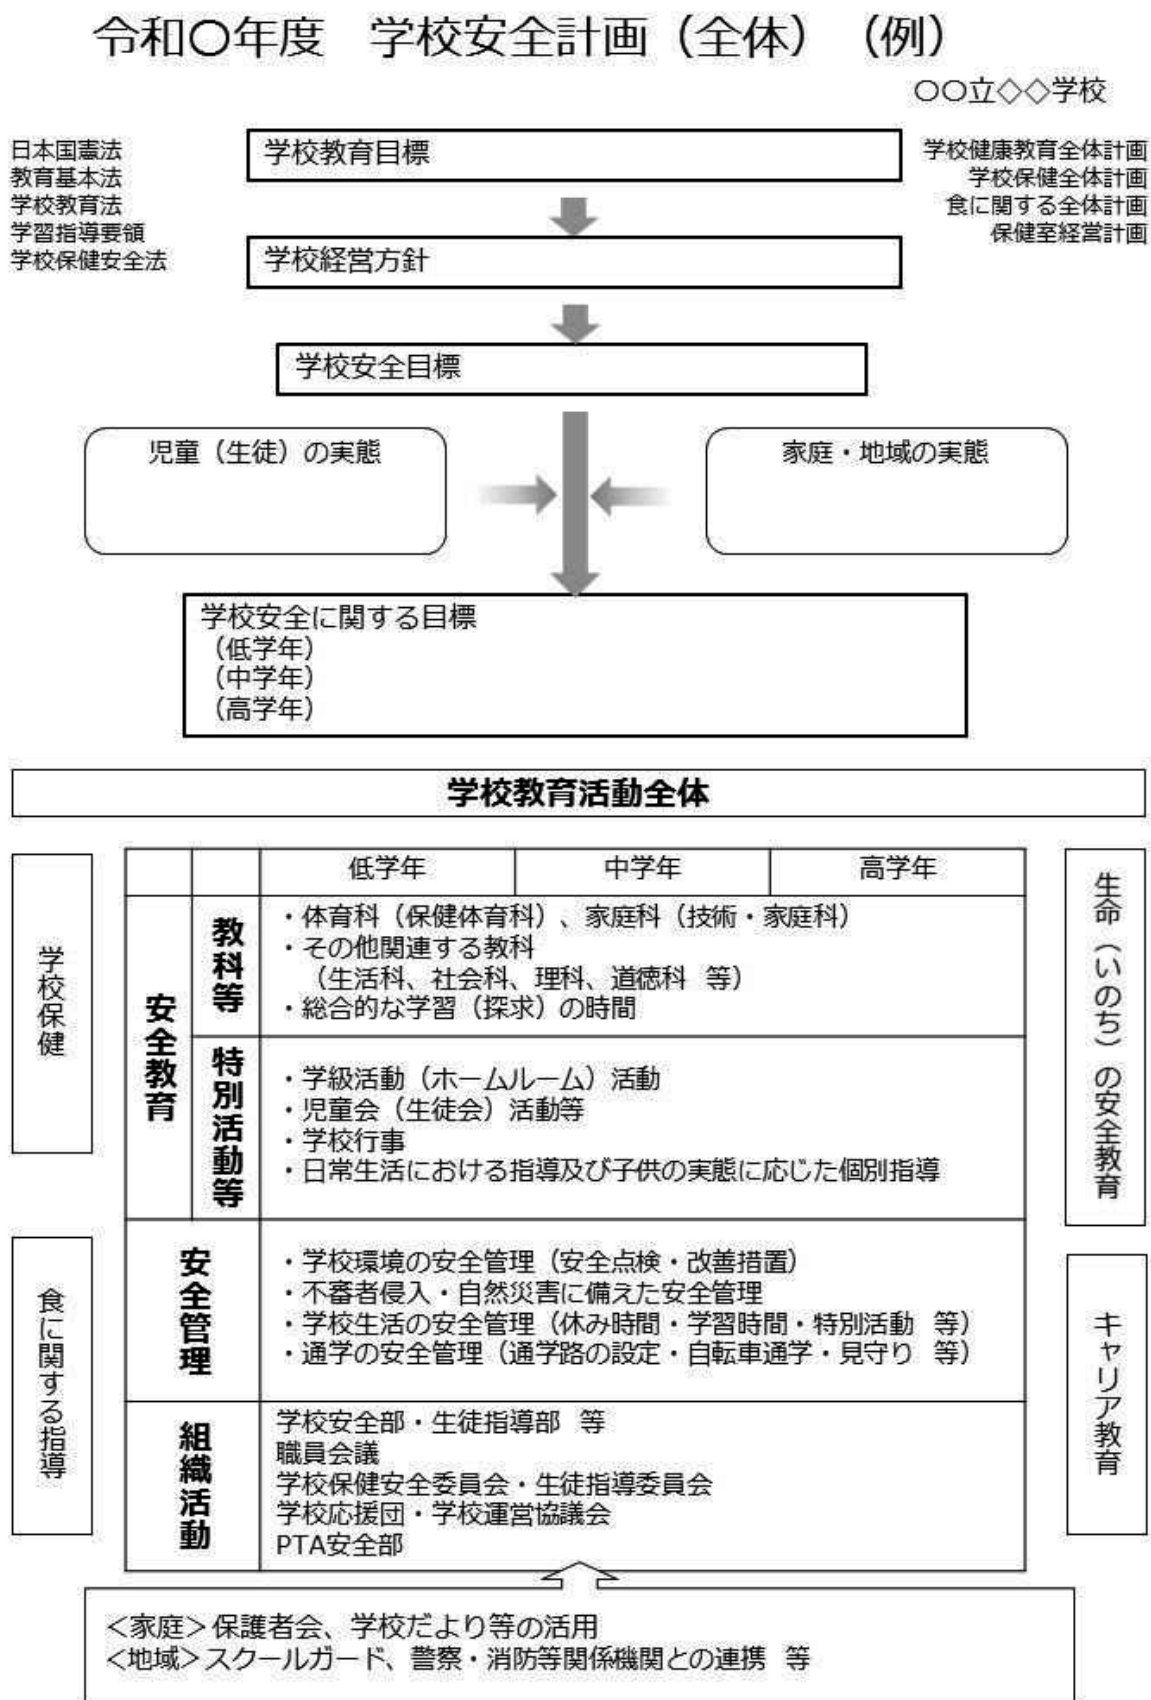 令和〇年度　学校安全計画（全体）（例）
〇〇立◇◇学校
日本国憲法
教育基本法
学校教育法
学習指導要領
学校保健安全法
学校教育目標
学校健康教育全体計画
学校保健全体計画
食に関する全体計画
保健室経営計画
学校経営方針
学校安全目標
児童（生徒）の実態
家庭・地域の実態
学校安全に関する目標
（低学年）
（中学年）
（高学年）
学校教育活動全体
学校保健
食に関する指導
低学年　中学年　高学年
安全教育
教科等
・体育科（保健体育科）、家庭科（技術・家庭科）
・その他関連する教科
（生活科、社会科、理科、道徳科 等）
・総合的な学習（探求）の時間
特別活動等
・学級活動（ホームルーム）活動
・児童会（生徒会）活動等
・学校行事
・日常生活における指導及び子供の実態に応じた個別指導
安全管理
・学校環境の安全管理（安全点検・改善措置）
・不審者侵入・自然災害に備えた安全管理
・学校生活の安全管理（休み時間・学習時間・特別活動 等）
・通学の安全管理（通学路の設定・自転車通学・見守り 等）
組織活動
学校安全部・生徒指導部 等
職員会議
学校保健安全委員会・生徒指導委員会
学校応援団・学校運営協議会
PTA安全部
生命（いのち）の安全教育
キャリア教育
＜家庭＞保護者会、学校だより等の活用
＜地域＞スクールガード、警察・消防等関係機関との連携 等